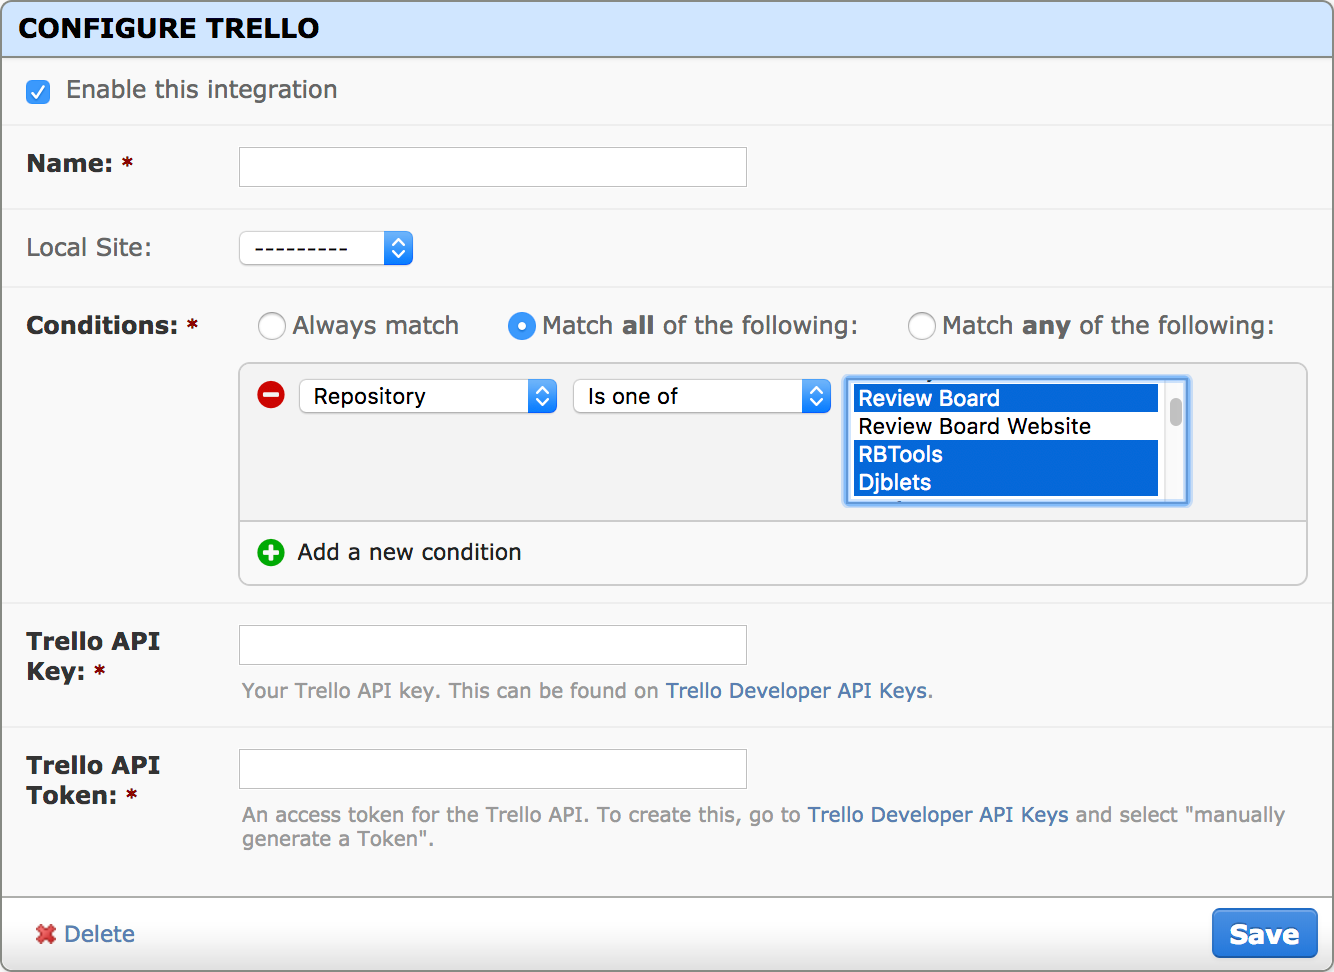 CONFIGURE TRELLO
Enable this integration
Name: *
Local Site: ---------
Conditions: * Always match Match all of the following: Match any of the following:
Repository Is one of Review Board
Review Board Website
RBTools
Djblets
Add a new condition
Trello API
Key: *
Your Trello API key. This can be found on Trello Developer API Keys.
Trello API
Token: *
An access token for the Trello API. To create this, go to Trello Developer API Keys and select "manually
generate a Token".
Delete Save